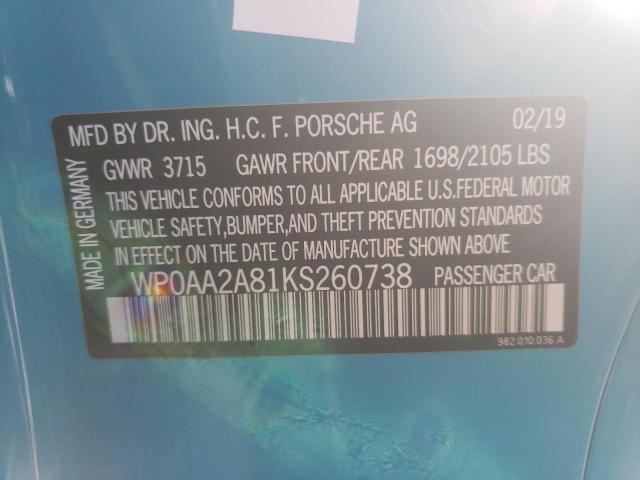 MFD BY DR. ING. H.C. F. PORSCHE AG 02/19
GVWR 3715 GAWR FRONT/REAR 1698/2105 LBS
THIS VEHICLE CONFORMS TO ALL APPLICABLE U.S.FEDERAL MOTOR
VEHICLE SAFETY,BUMPER,AND THEFT PREVENTION STANDARDS
IN EFFECT ON THE DATE OF MANUFACTURE SHOWN ABOVE
WP0AA2A81KS260738 PASSENGER CAR
MADE IN GERMANY
982.010.036 A